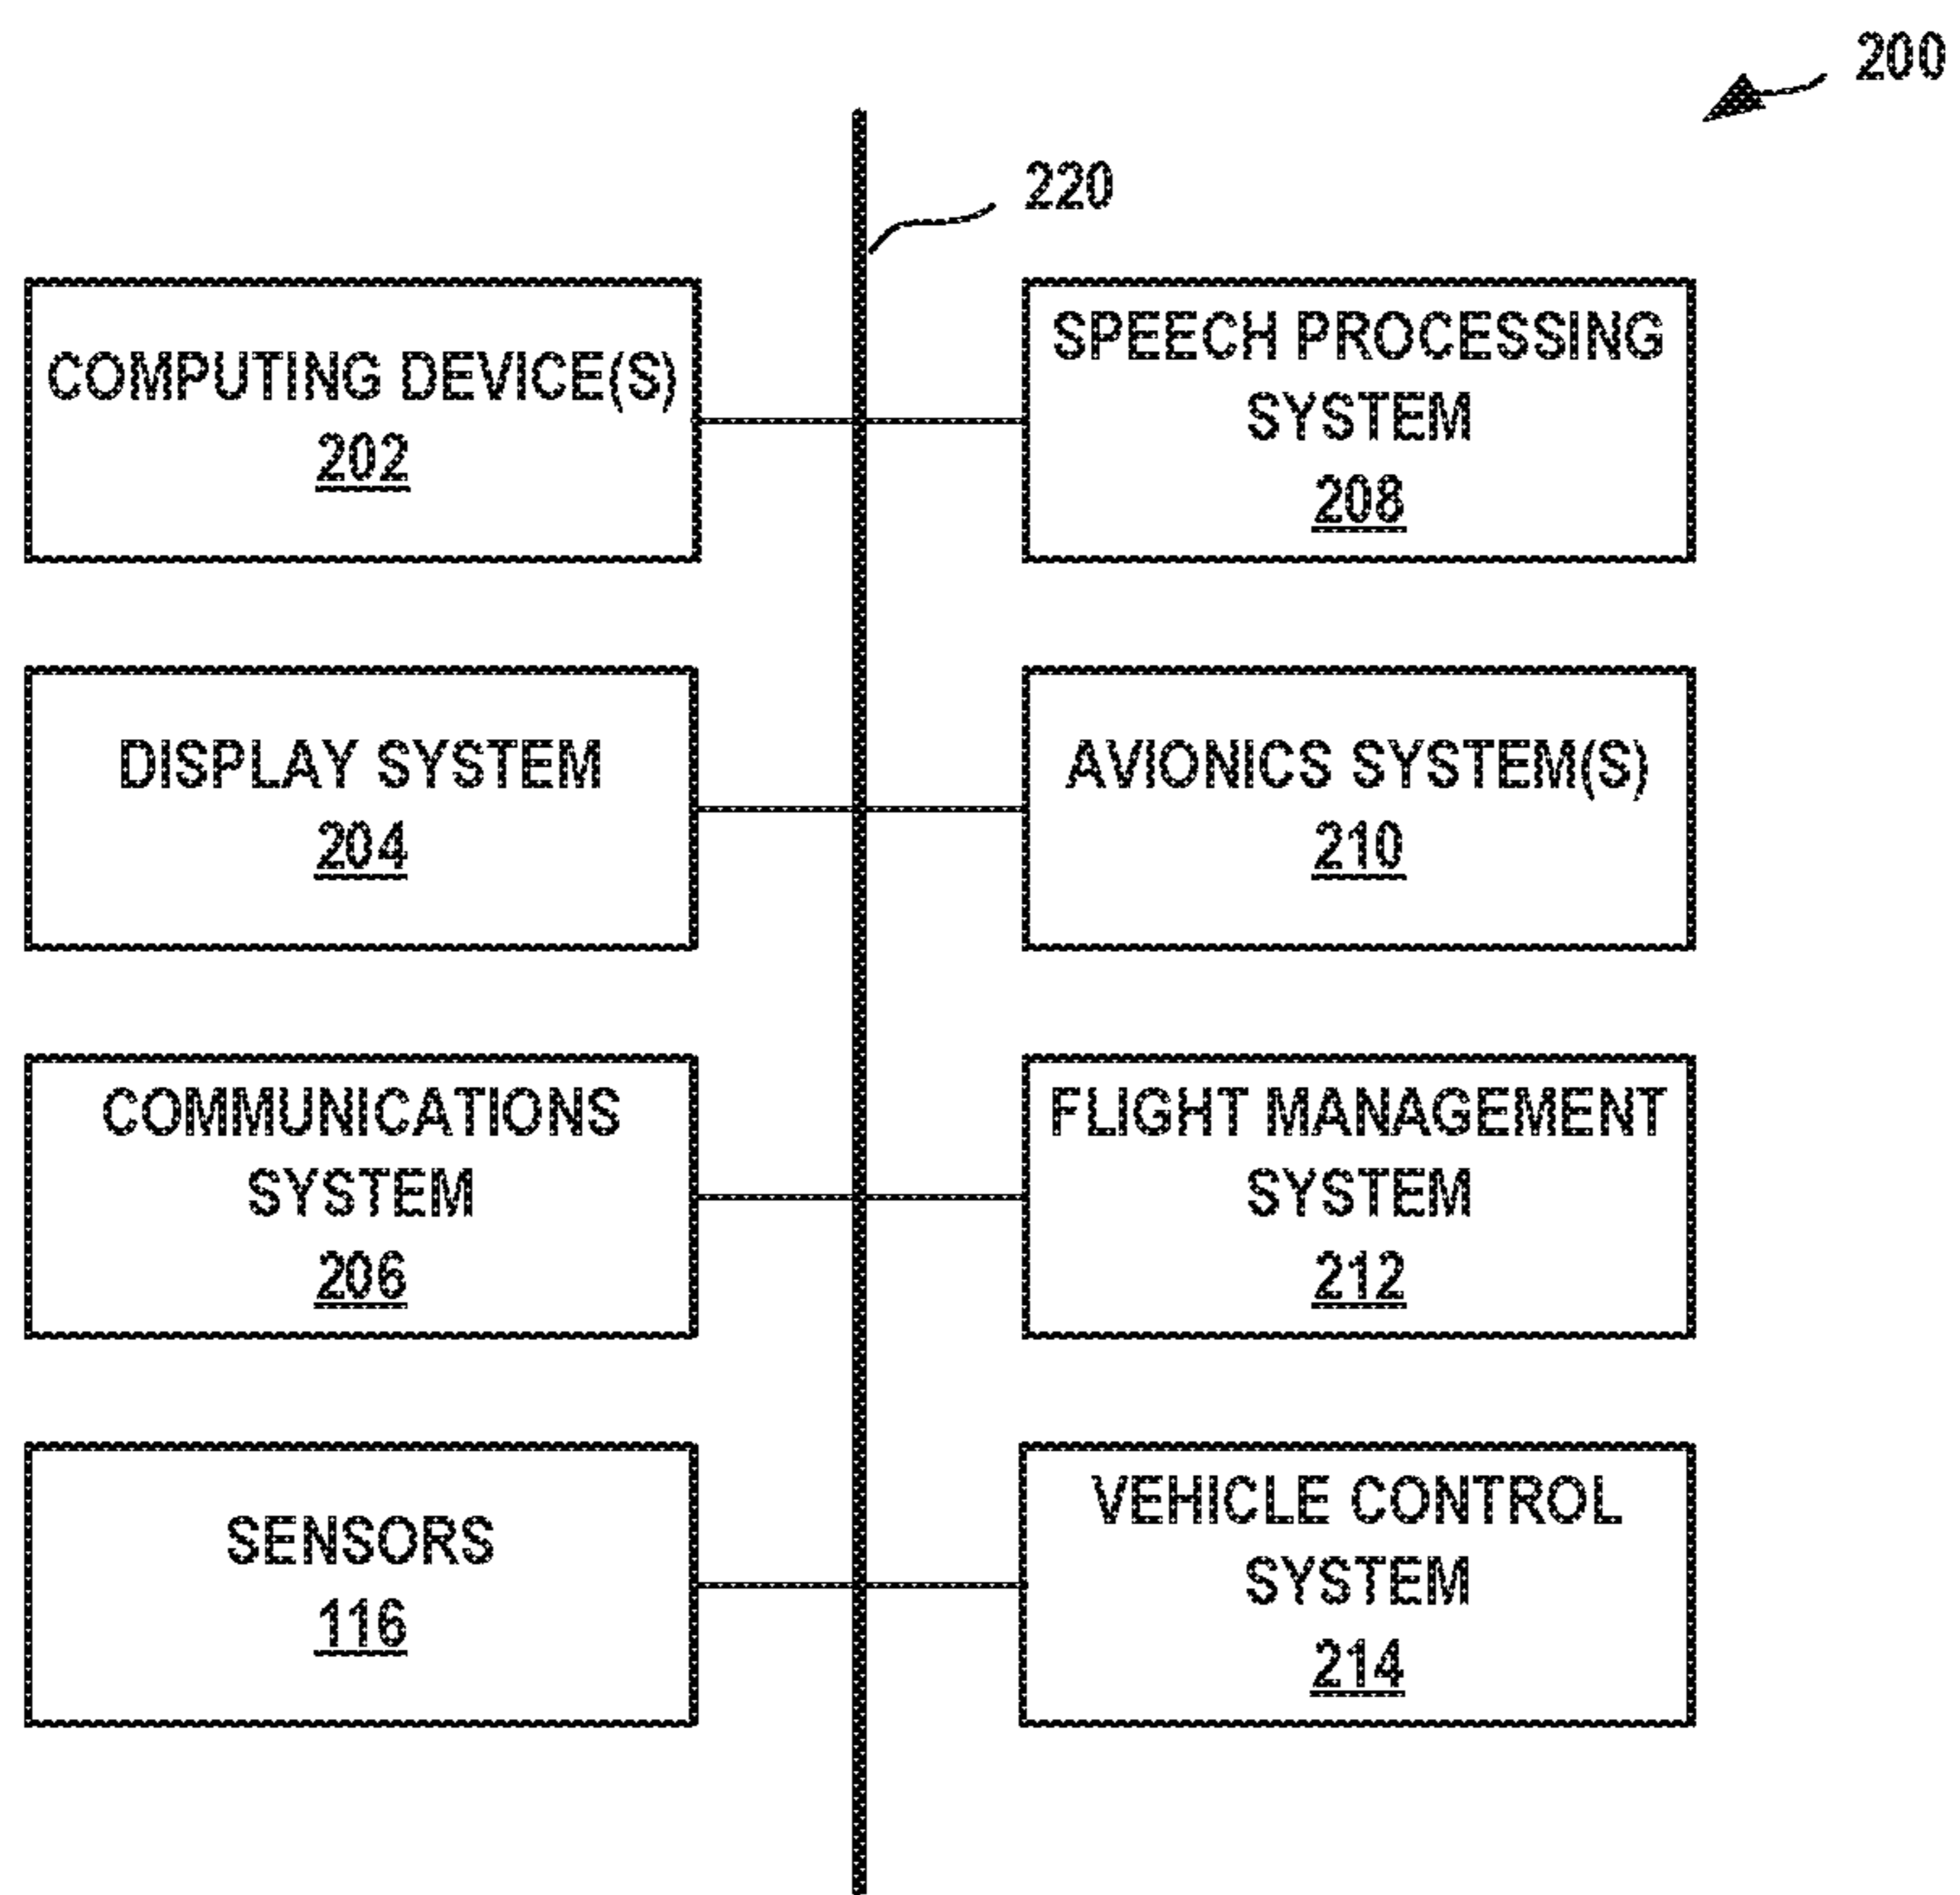 200
220
COMPUTING DEVICE(S)
202
SPEECH PROCESSING
SYSTEM
208
DISPLAY SYSTEM
204
AVIONICS SYSTEM(S)
210
COMMUNICATIONS
SYSTEM
206
FLIGHT MANAGEMENT
SYSTEM
212
SENSORS
116
VEHICLE CONTROL
SYSTEM
214